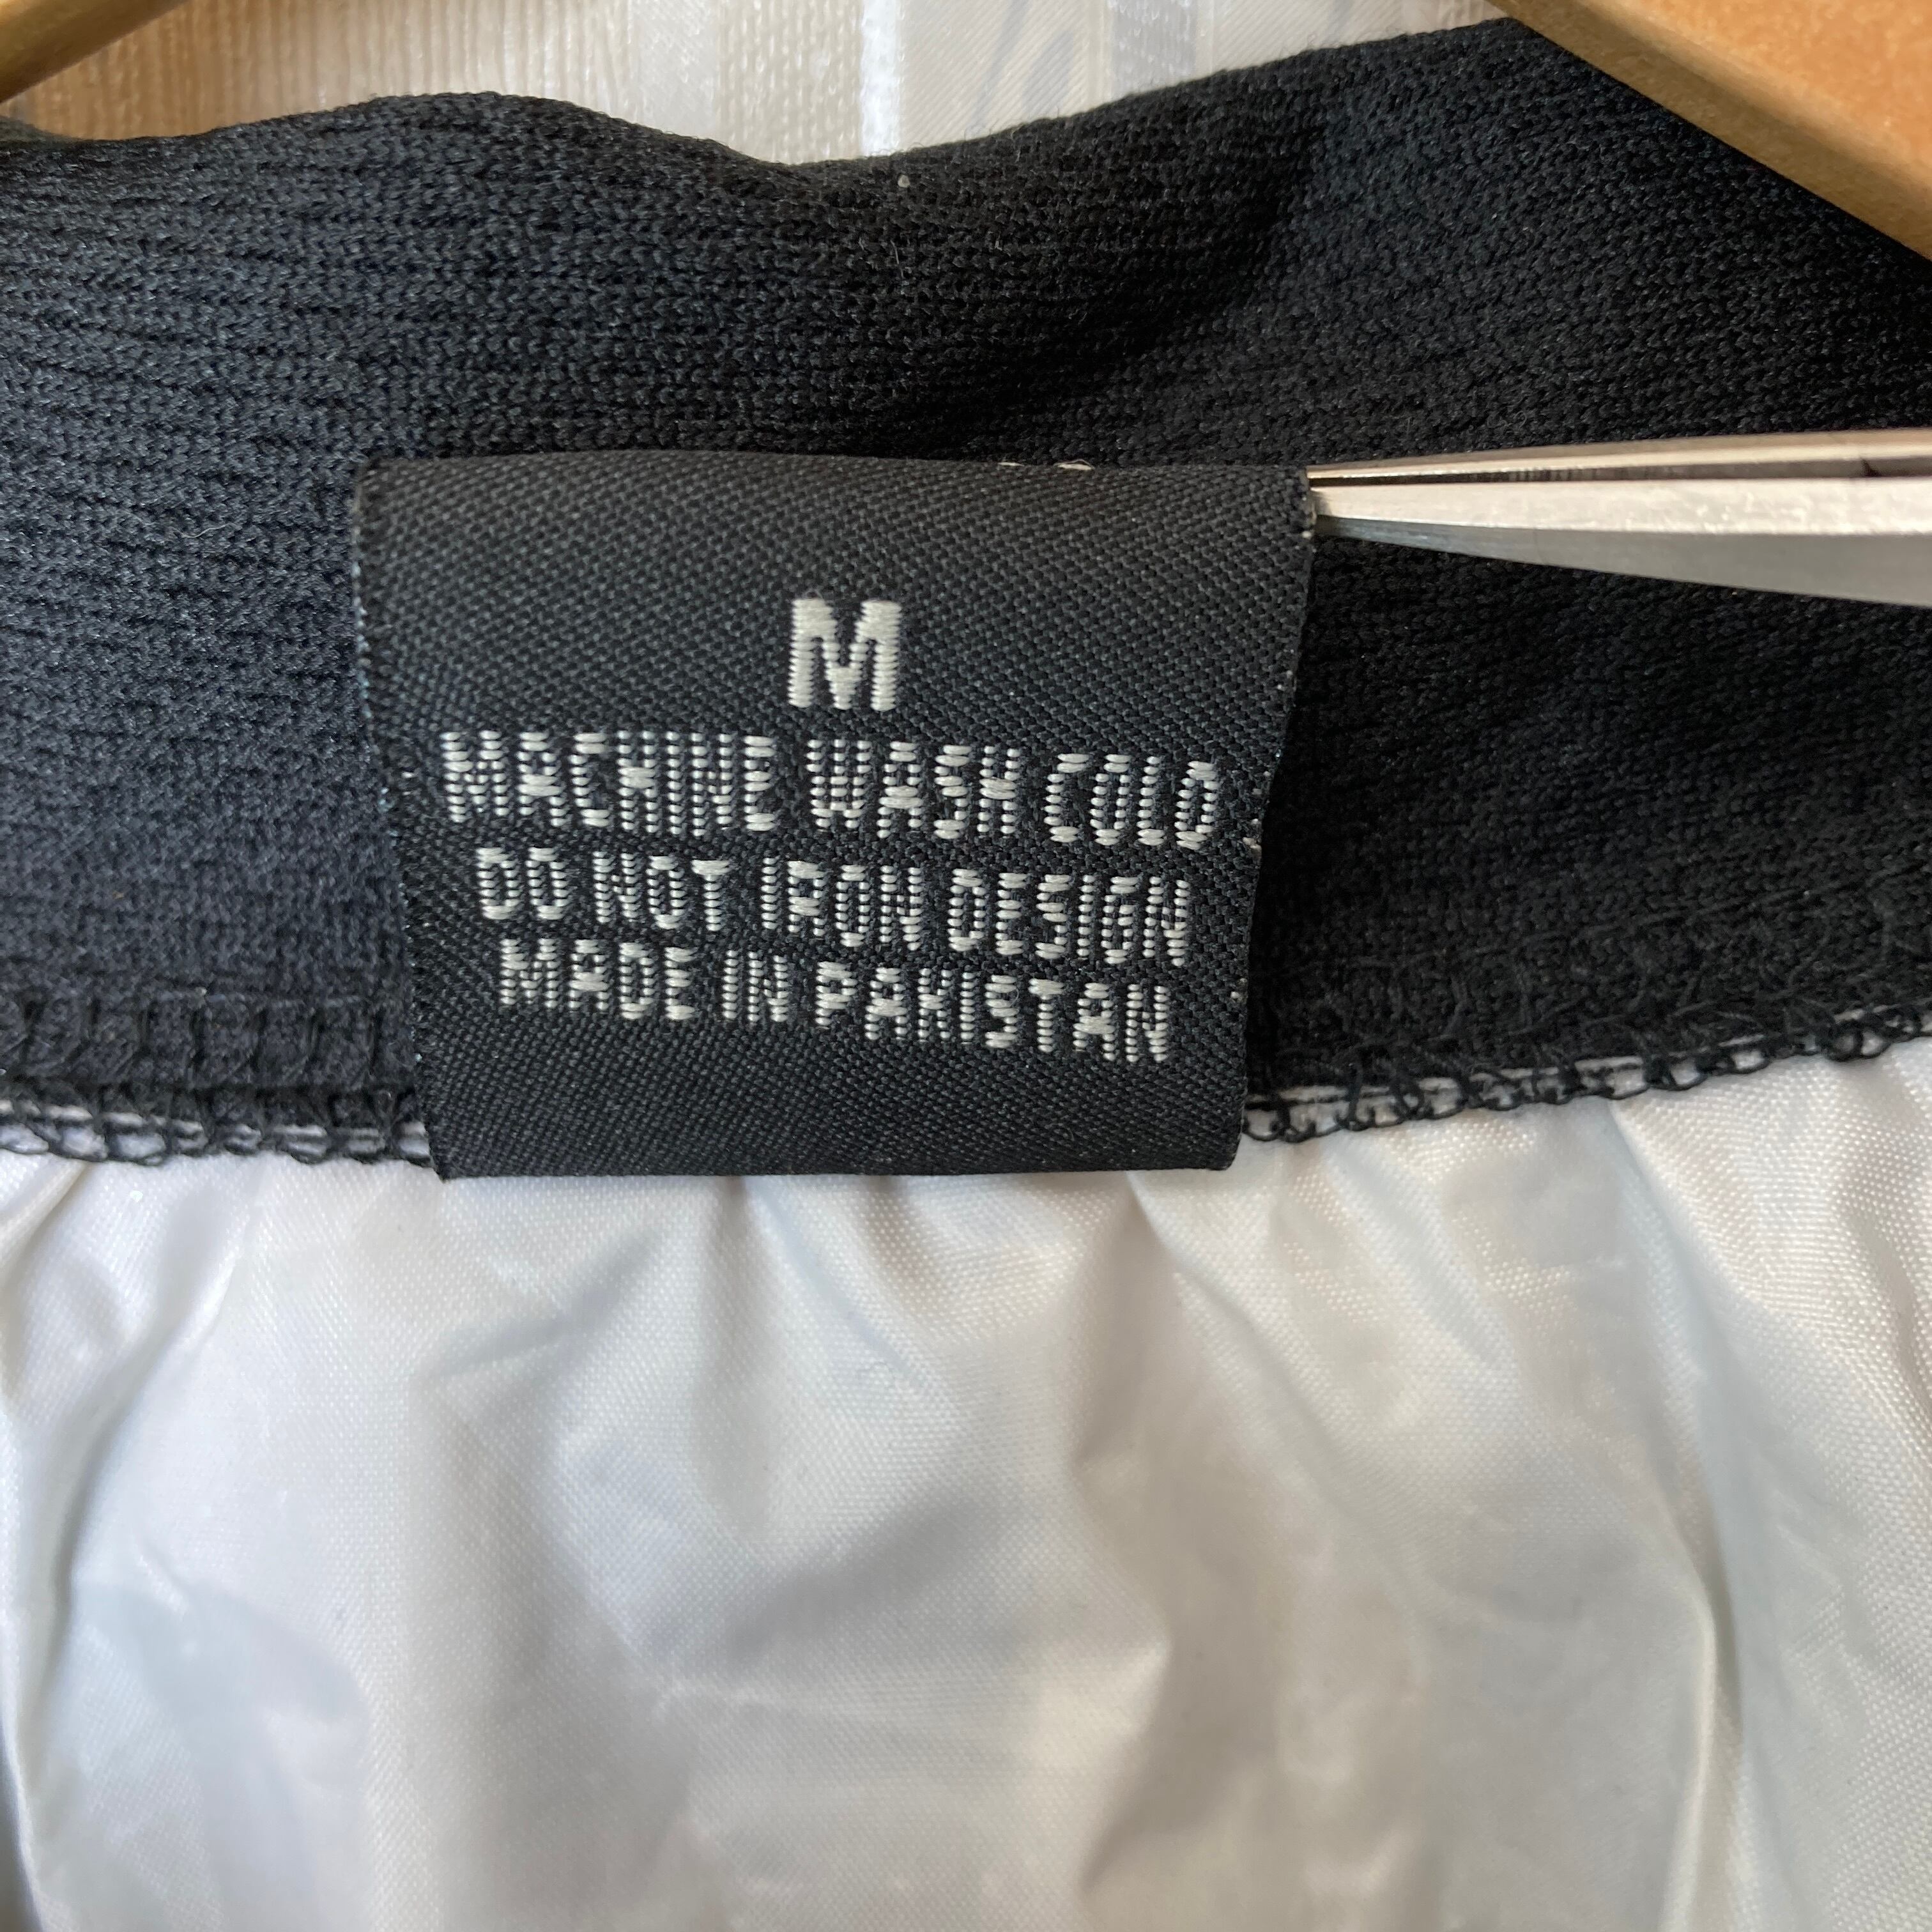 M
MACHINE WASH COLD
DO NOT IRON DESIGN
MADE IN PAKISTAN